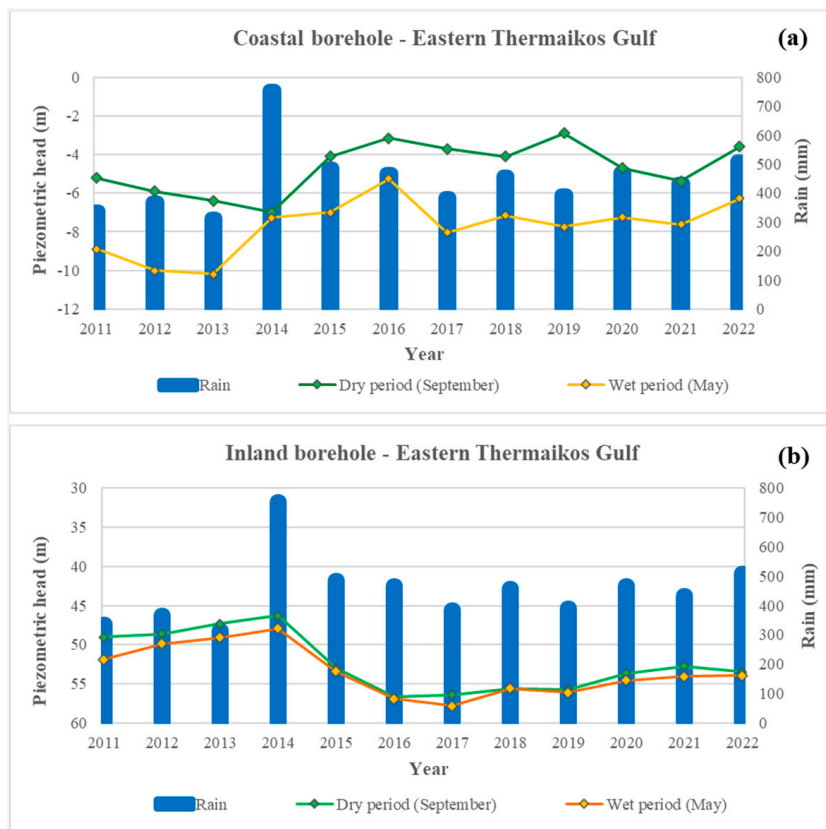 Coastal borehole - Eastern Thermaikos Gulf
(a)
0 800
-2 700
600
-4 500
-6 400
-8 300
200
-10 100
-12 0
Piezometric head (m)
Rain (mm)
2011 2012 2013 2014 2015 2016 2017 2018 2019 2020 2021 2022
Year
Rain Dry period (September) Wet period (May)
Inland borehole - Eastern Thermaikos Gulf
(b)
30 800
35 700
40 600
500
45 400
50 300
55 200
100
60 0
Piezometric head (m)
Rain (mm)
2011 2012 2013 2014 2015 2016 2017 2018 2019 2020 2021 2022
Year
Rain Dry period (September) Wet period (May)